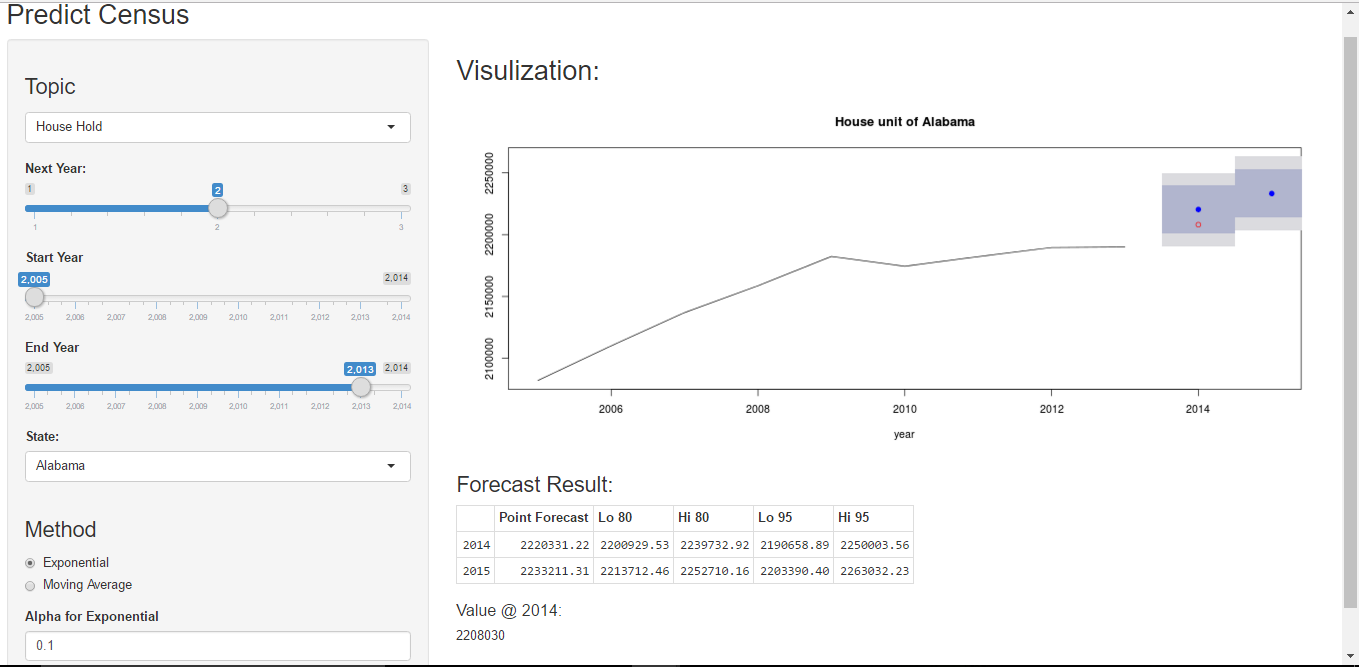 Predict Census
Topic
House Hold
Next Year:
1 2 3
1 2 3
Start Year
2,005 2,014
2,005 2,006 2,007 2,008 2,009 2,010 2,011 2,012 2,013 2,014
End Year
2,005 2,013 2,014
2,005 2,006 2,007 2,008 2,009 2,010 2,011 2,012 2,013 2,014
State:
Alabama
Method
Exponential
Moving Average
Alpha for Exponential
0.1
Visulization:
House unit of Alabama
2250000
2200000
2150000
2100000
2006 2008 2010 2012 2014
year
Forecast Result:
Point Forecast Lo 80 Hi 80 Lo 95 Hi 95
2014 2220331.22 2200929.53 2239732.92 2190658.89 2250003.56
2015 2233211.31 2213712.46 2252710.16 2203390.40 2263032.23
Value @ 2014:
2208030